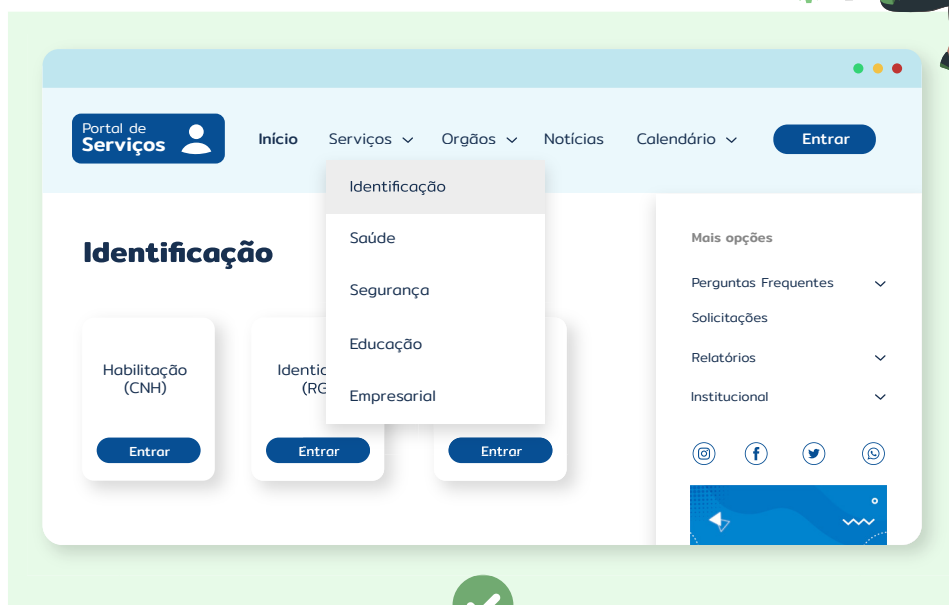 Portal de
Serviços
Início
Serviços
Orgãos
Notícias
Calendário
Entrar
Identificação
Saúde
Segurança
Educação
Empresarial
Identificação
Habilitação
(CNH)
Entrar
Entrar
Entrar
Mais opções
Perguntas Frequentes
Solicitações
Relatórios
Institucional